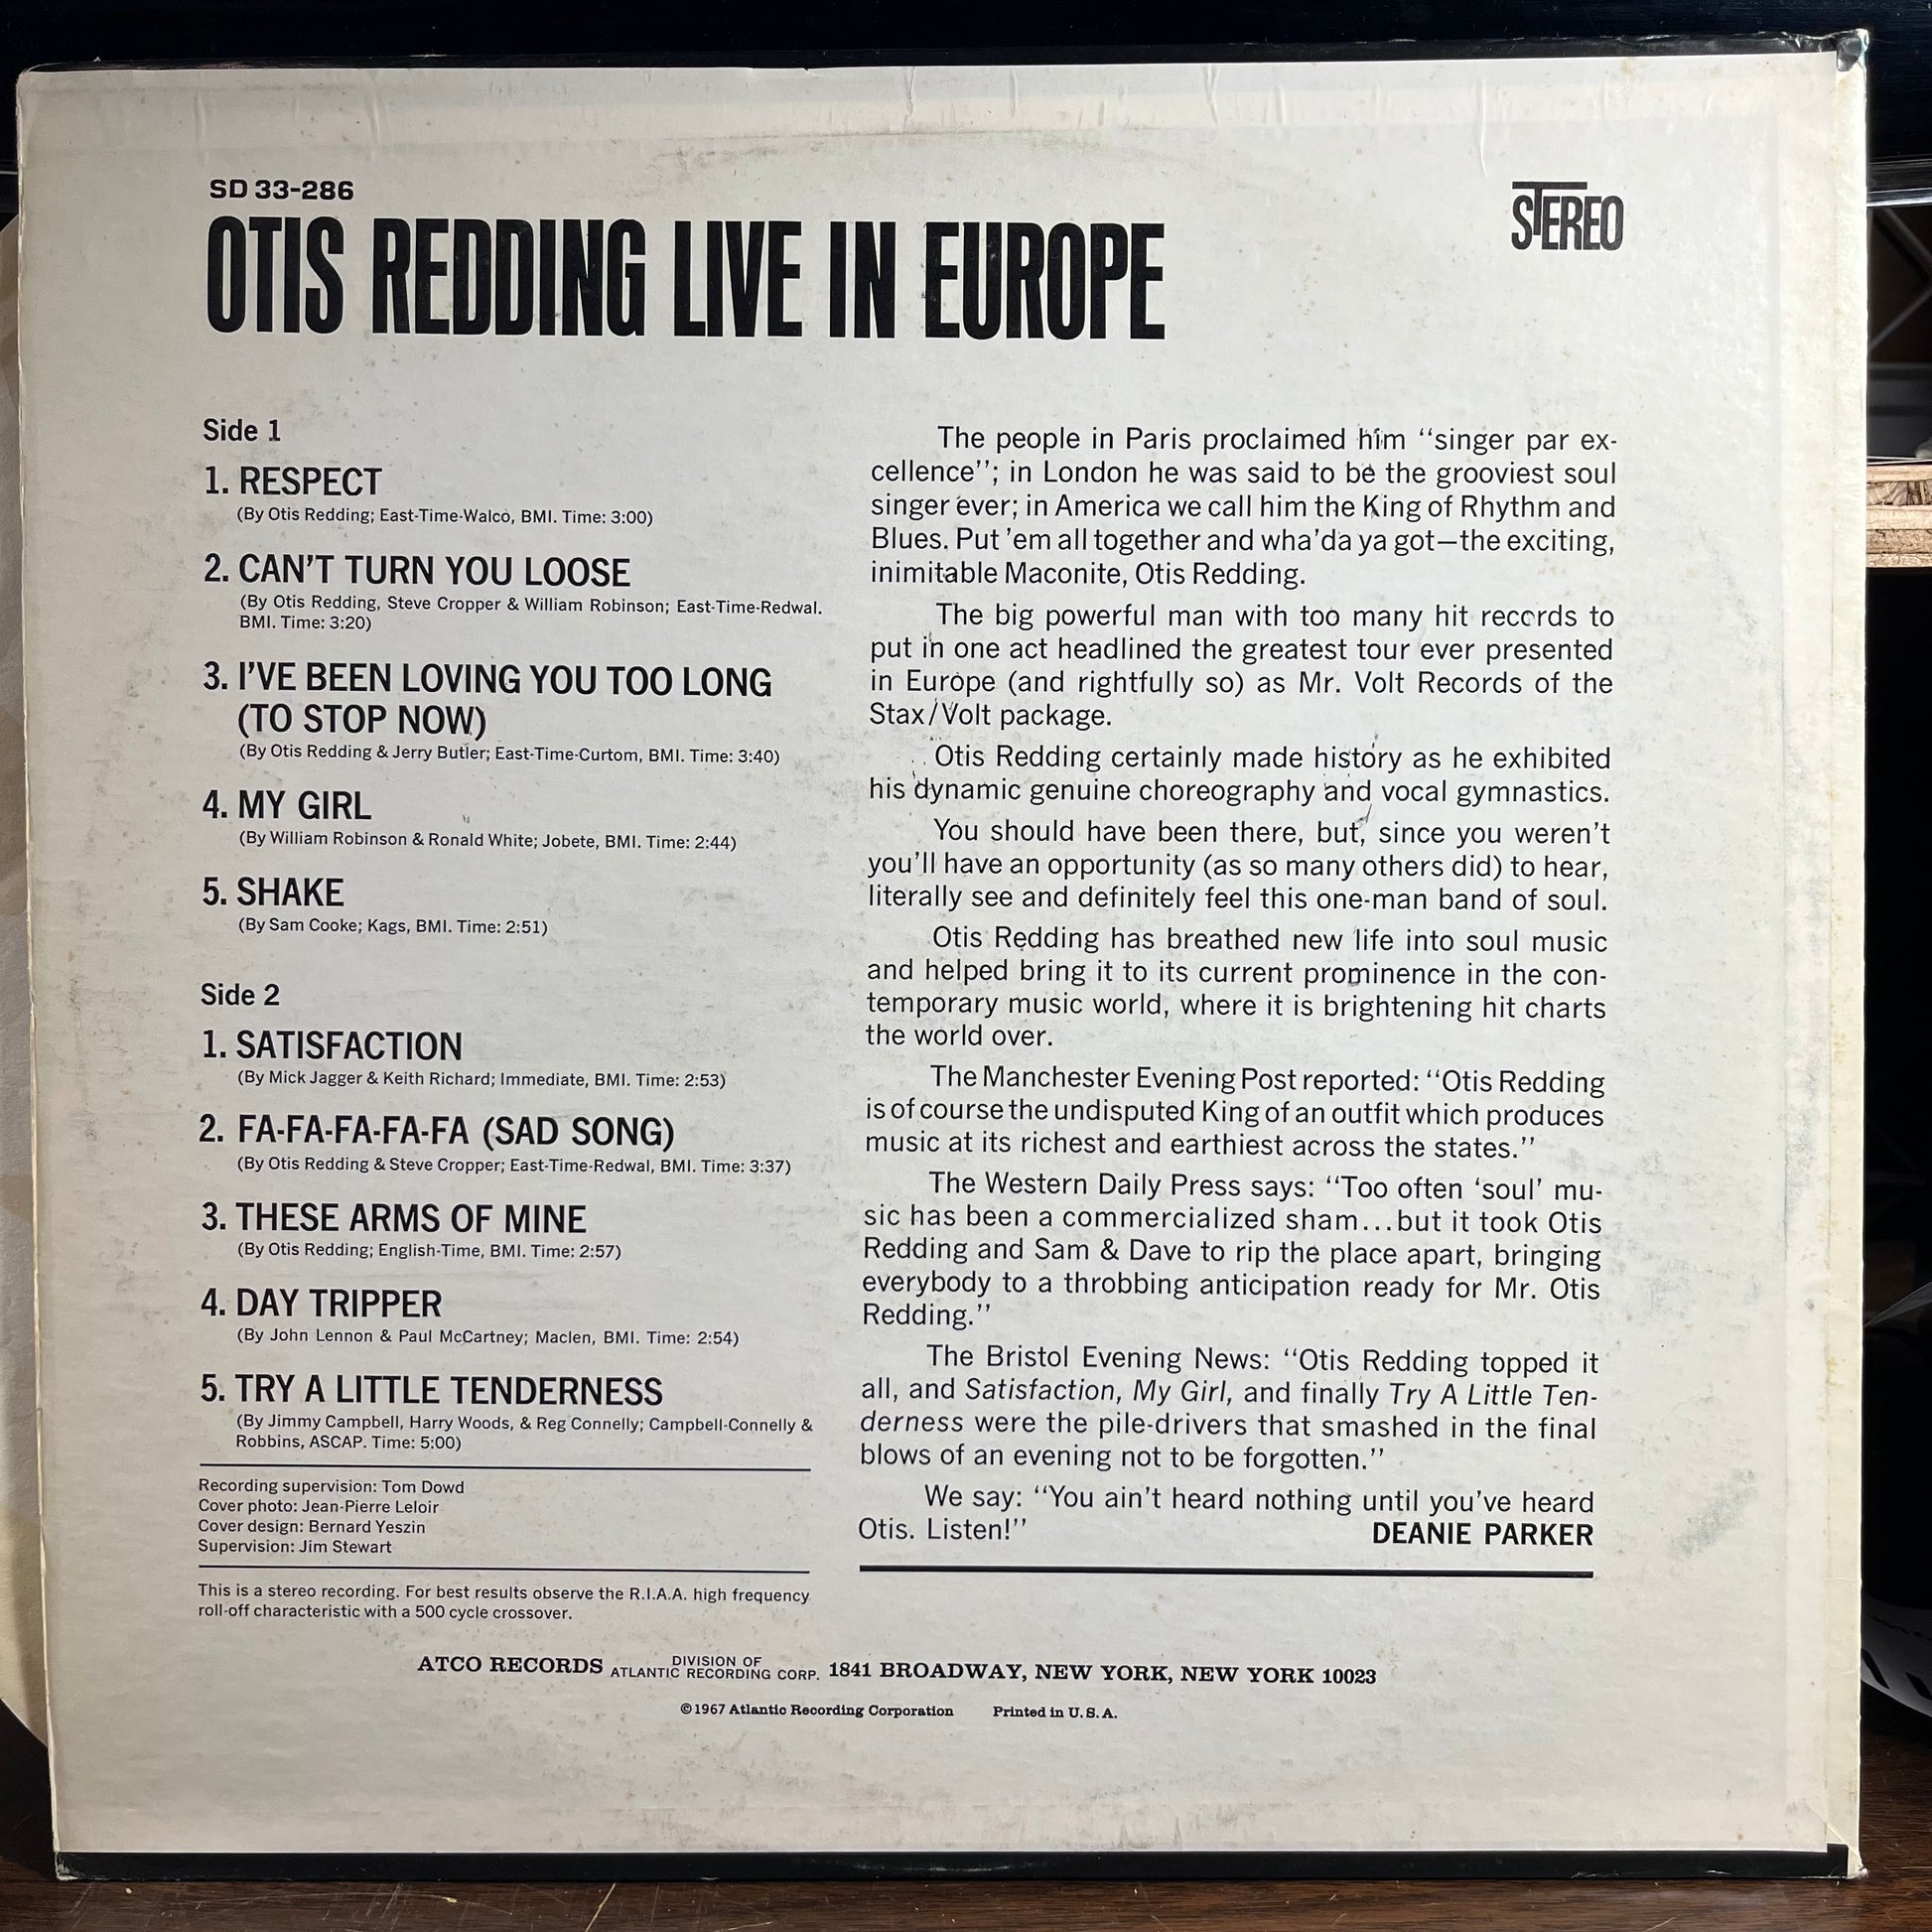 SD 33-286
STEREO
OTIS REDDING LIVE IN EUROPE
Side 1
1. RESPECT
(By Otis Redding; East-Time-Walco, BMI. Time: 3:00)
2. CAN'T TURN YOU LOOSE
(By Otis Redding, Steve Cropper & William Robinson; East-Time-Redwal.
BMI. Time: 3:20)
3. I'VE BEEN LOVING YOU TOO LONG
(TO STOP NOW)
(By Otis Redding & Jerry Butler; East-Time-Curtom, BMI. Time: 3:40)
4. MY GIRL
(By William Robinson & Ronald White; Jobete, BMI. Time: 2:44)
5. SHAKE
(By Sam Cooke; Kags, BMI. Time: 2:51)
Side 2
1. SATISFACTION
(By Mick Jagger & Keith Richard; Immediate, BMI. Time: 2:53)
2. FA-FA-FA-FA-FA (SAD SONG)
(By Otis Redding & Steve Cropper; East-Time-Redwal, BMI. Time: 3:37)
3. THESE ARMS OF MINE
(By Otis Redding; English-Time, BMI. Time: 2:57)
4. DAY TRIPPER
(By John Lennon & Paul McCartney; Maclen, BMI. Time: 2:54)
5. TRY A LITTLE TENDERNESS
(By Jimmy Campbell, Harry Woods, & Reg Connelly; Campbell-Connelly &
Robbins, ASCAP. Time: 5:00)
Recording supervision: Tom Dowd
Cover photo: Jean-Pierre Leloir
Cover design: Bernard Yeszin
Supervision: Jim Stewart
This is a stereo recording. For best results observe the R.I.A.A. high frequency
roll-off characteristic with a 500 cycle crossover.
The people in Paris proclaimed him "singer par ex-
cellence"; in London he was said to be the grooviest soul
singer ever; in America we call him the King of Rhythm and
Blues. Put 'em all together and wha'da ya got—the exciting,
inimitable Maconite, Otis Redding.
The big powerful man with too many hit records to
put in one act headlined the greatest tour ever presented
in Europe (and rightfully so) as Mr. Volt Records of the
Stax/Volt package.
Otis Redding certainly made history as he exhibited
his dynamic genuine choreography and vocal gymnastics.
You should have been there, but, since you weren't
you'll have an opportunity (as so many others did) to hear,
literally see and definitely feel this one-man band of soul.
Otis Redding has breathed new life into soul music
and helped bring it to its current prominence in the con-
temporary music world, where it is brightening hit charts
the world over.
The Manchester Evening Post reported: "Otis Redding
is of course the undisputed King of an outfit which produces
music at its richest and earthiest across the states."
The Western Daily Press says: "Too often 'soul' mu-
sic has been a commercialized sham...but it took Otis
Redding and Sam & Dave to rip the place apart, bringing
everybody to a throbbing anticipation ready for Mr. Otis
Redding."
The Bristol Evening News: "Otis Redding topped it
all, and Satisfaction, My Girl, and finally Try A Little Ten-
derness were the pile-drivers that smashed in the final
blows of an evening not to be forgotten."
We say: "You ain't heard nothing until you've heard
Otis. Listen!" DEANIE PARKER
ATCO RECORDS DIVISION OF ATLANTIC RECORDING CORP. 1841 BROADWAY, NEW YORK, NEW YORK 10023
©1967 Atlantic Recording Corporation Printed in U.S.A.